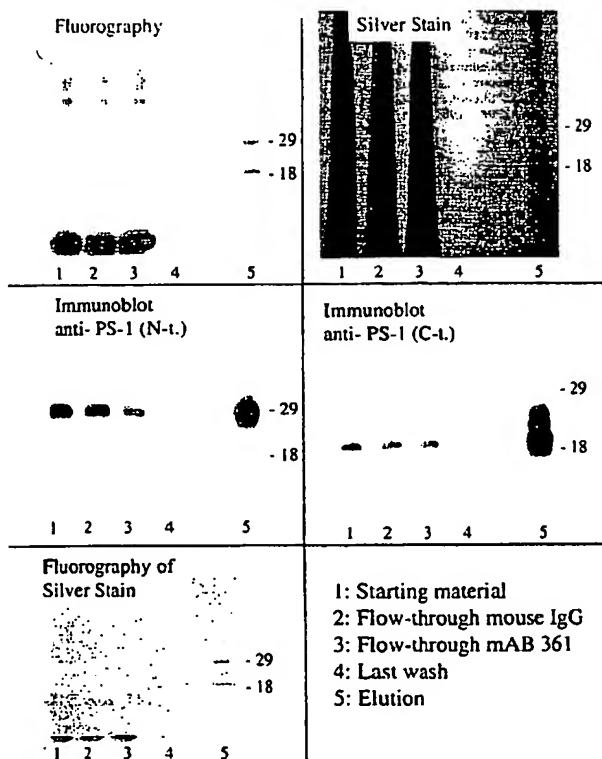 Fluorography
- 29
- 18
1 2 3 4 5
Silver Stain
- 29
- 18
1 2 3 4 5
Immunoblot
anti- PS-1 (N-t.)
- 29
- 18
1 2 3 4 5
Immunoblot
anti- PS-1 (C-t.)
- 29
- 18
1 2 3 4 5
Fluorography of
Silver Stain
- 29
- 18
1 2 3 4 5
1: Starting material
2: Flow-through mouse IgG
3: Flow-through mAB 361
4: Last wash
5: Elution